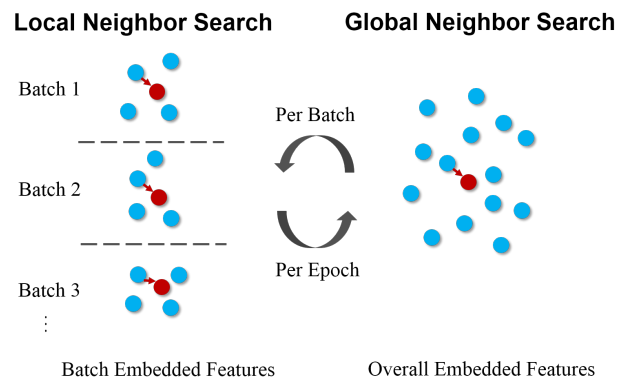 Local Neighbor Search
Global Neighbor Search
Batch 1
Per Batch
Batch 2
Per Epoch
Batch 3
⋮
Batch Embedded Features
Overall Embedded Features